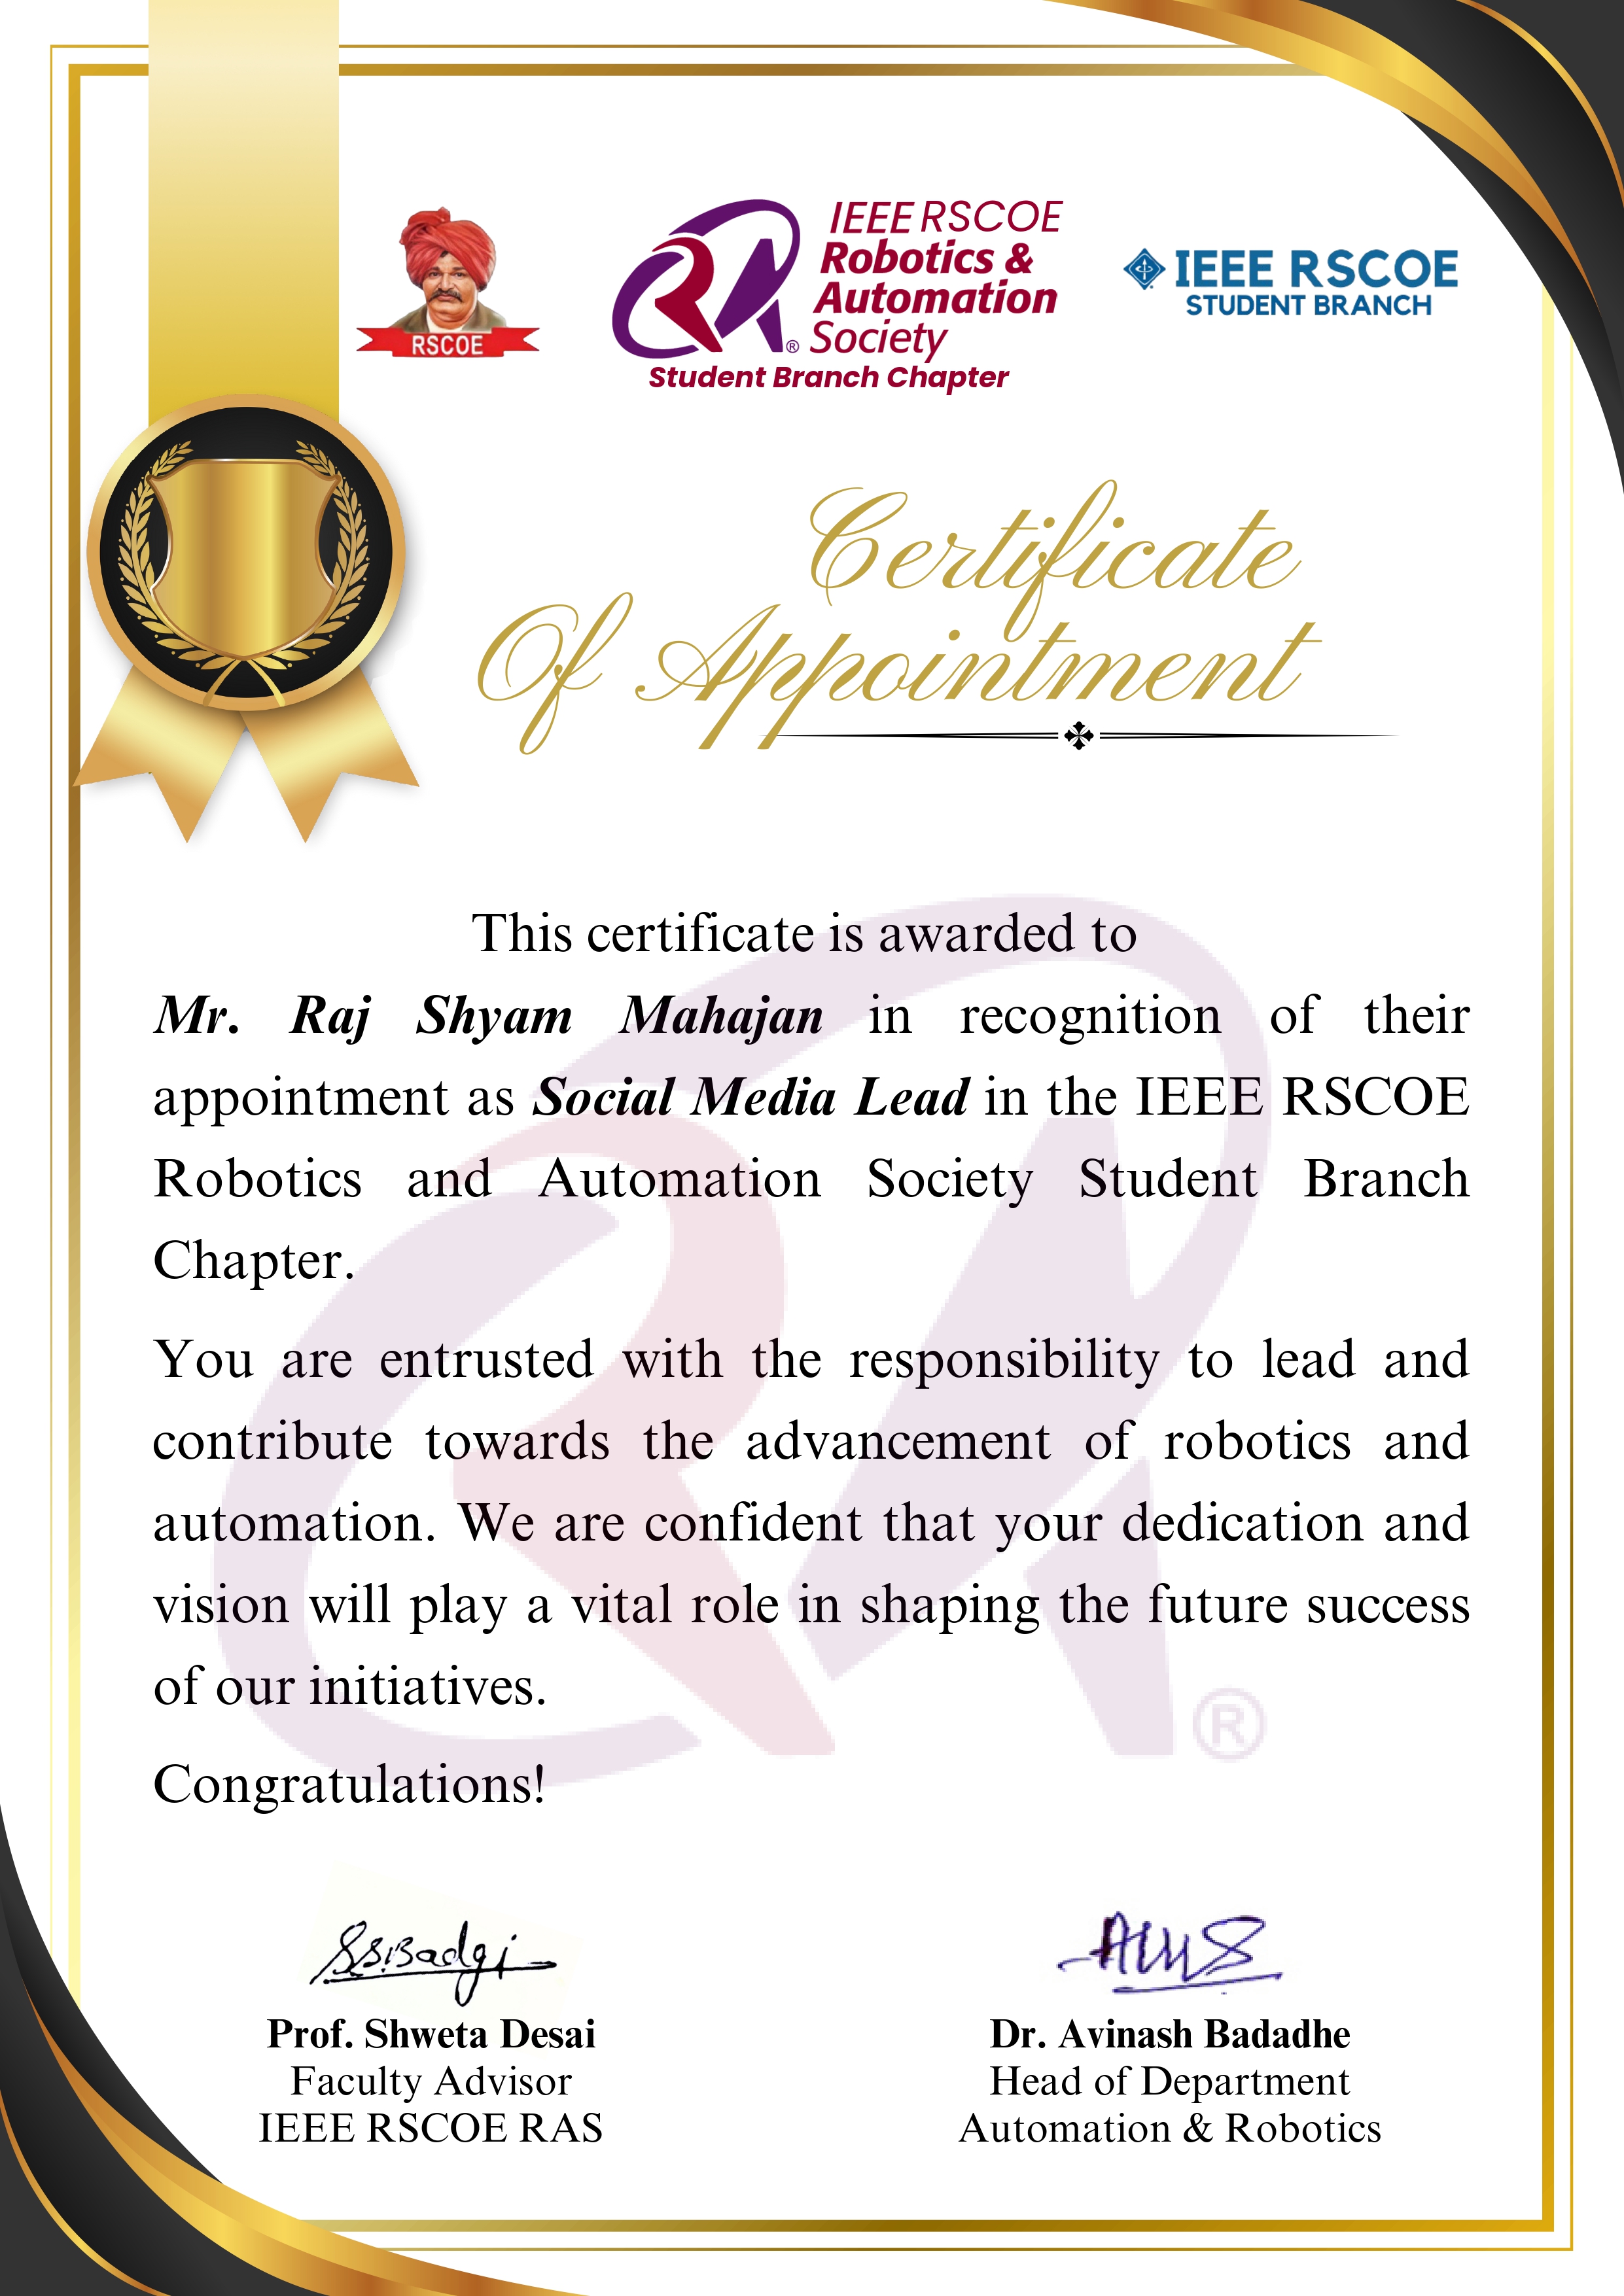 RSCOE
IEEE RSCOE
Robotics &
Automation
Society
®
Student Branch Chapter
IEEE RSCOE
STUDENT BRANCH
Certificate
Of Appointment
This certificate is awarded to
Mr. Raj Shyam Mahajan in recognition of their
appointment as Social Media Lead in the IEEE RSCOE
Robotics and Automation Society Student Branch
Chapter.
You are entrusted with the responsibility to lead and
contribute towards the advancement of robotics and
automation. We are confident that your dedication and
vision will play a vital role in shaping the future success
of our initiatives.
®
Congratulations!
S.S.Badgi
Prof. Shweta Desai
Faculty Advisor
IEEE RSCOE RAS
Dr. Avinash Badadhe
Head of Department
Automation & Robotics